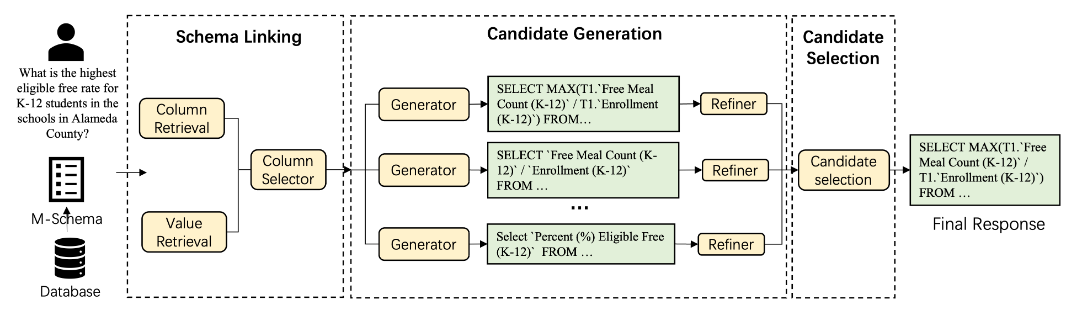 What is the highest
eligible free rate for
K-12 students in the
schools in Alameda
County?
M-Schema
Database
Schema Linking
Column
Retrieval
Value
Retrieval
Column
Selector
Candidate Generation
Generator
SELECT MAX(T1.`Free Meal
Count (K-12)` / T1.`Enrollment
(K-12)`) FROM…
Refiner
Generator
SELECT `Free Meal Count (K-
12)` / `Enrollment (K-12)`
FROM …
Refiner
…
Generator
Select `Percent (%) Eligible Free
(K-12)` FROM …
Refiner
Candidate
Selection
Candidate
selection
SELECT MAX(T1.`Free
Meal Count (K-12)` /
T1.`Enrollment (K-12)`)
FROM …
Final Response